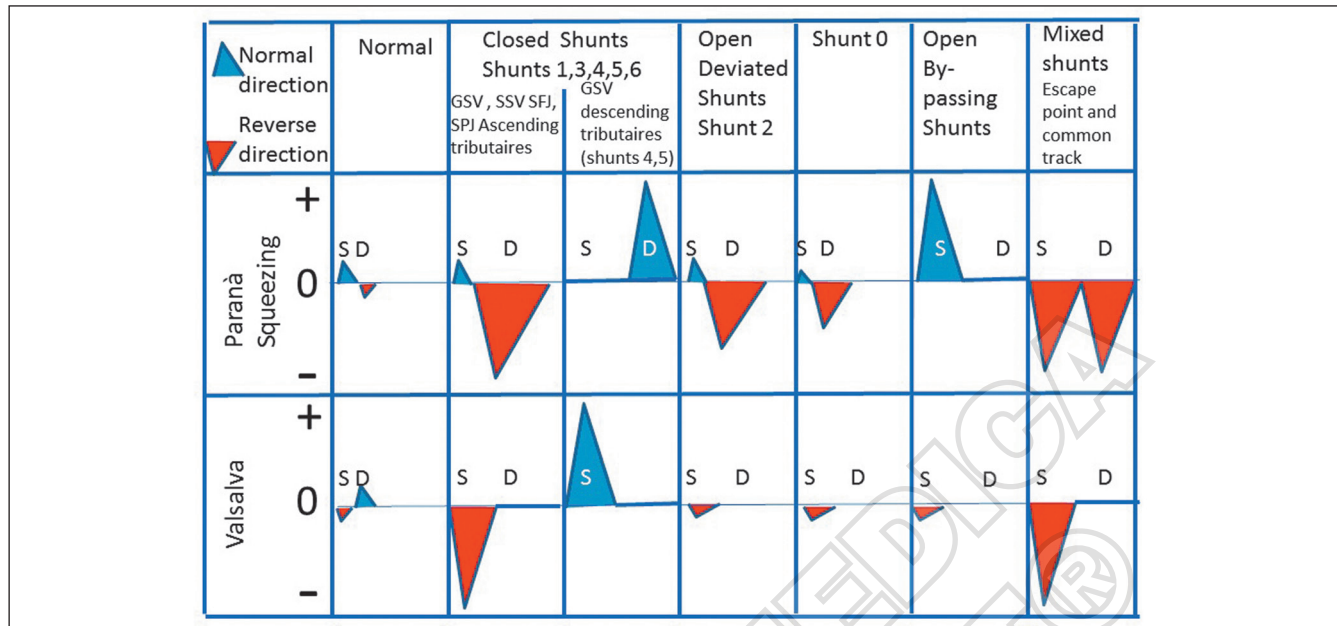 Normal
direction
Reverse
direction
Normal
Closed Shunts
Shunts 1,3,4,5,6
GSV , SSV SFJ,
SPJ Ascending
tributaires
GSV
descending
tributaires
(shunts 4,5)
Open
Deviated
Shunts
Shunt 2
Shunt 0
Open
By-
passing
Shunts
Mixed
shunts
Escape
point and
common
track
Paranà
Squeezing
+
0
-
S D
S D
S D
S D
S D
S D
S D
Valsalva
+
0
-
S D
S D
S
S D
S D
S D
S D
EDICA
®